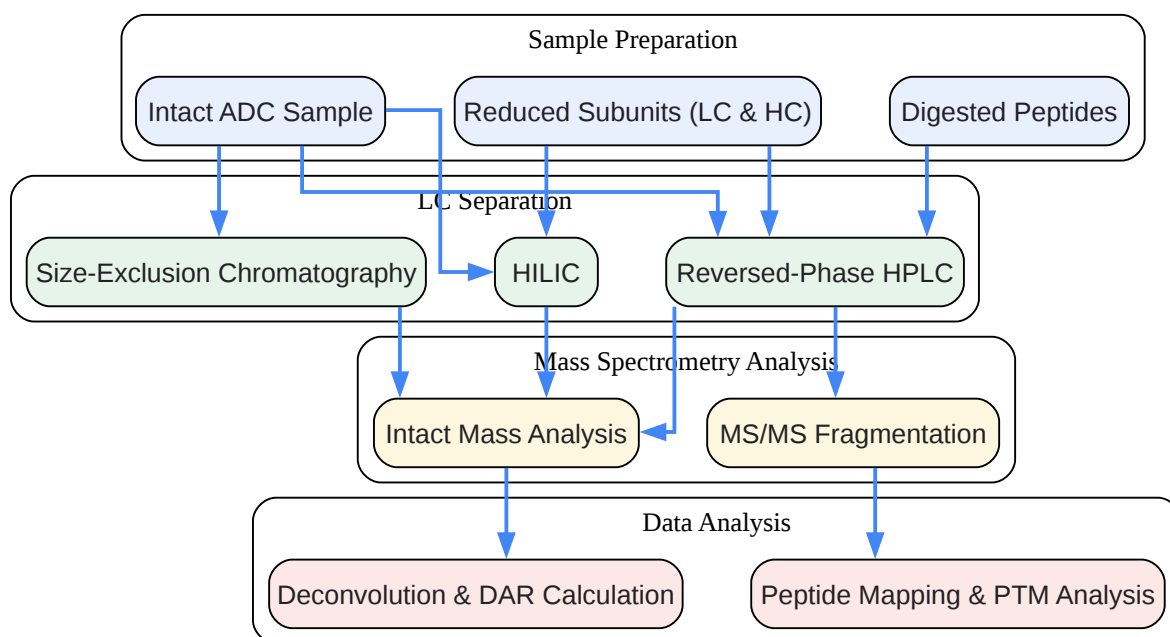 Sample Preparation
Intact ADC Sample
Reduced Subunits (LC & HC)
Digested Peptides
LC Separation
Size-Exclusion Chromatography
HILIC
Reversed-Phase HPLC
Mass Spectrometry Analysis
Intact Mass Analysis
MS/MS Fragmentation
Data Analysis
Deconvolution & DAR Calculation
Peptide Mapping & PTM Analysis